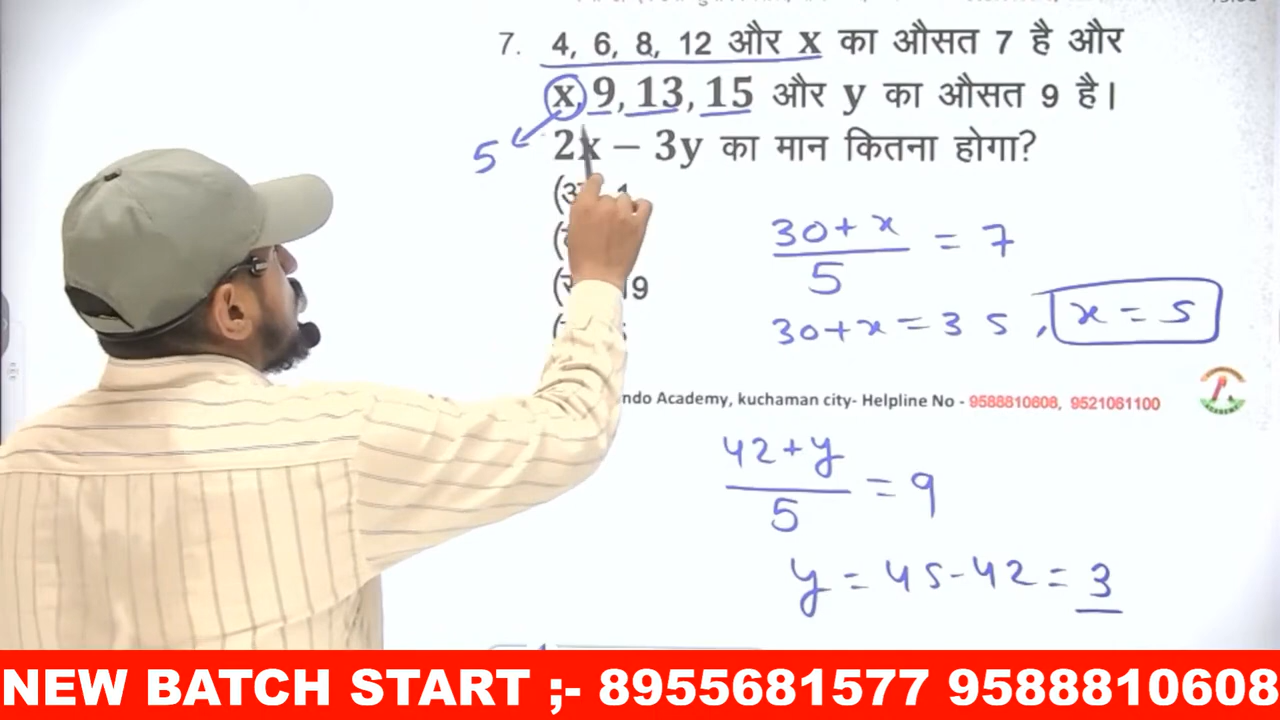 7. 4, 6, 8, 12 और x का औसत 7 है और
x, 9, 13, 15 और y का औसत 9 है।
5
2x – 3y का मान कितना होगा?
30+x
5
= 7
30+x = 35, x = 5
ndo Academy, kuchaman city- Helpline No - 9588810608, 9521061100
42+y
5
= 9
y = 45-42 = 3
NEW BATCH START ;- 8955681577 9588810608